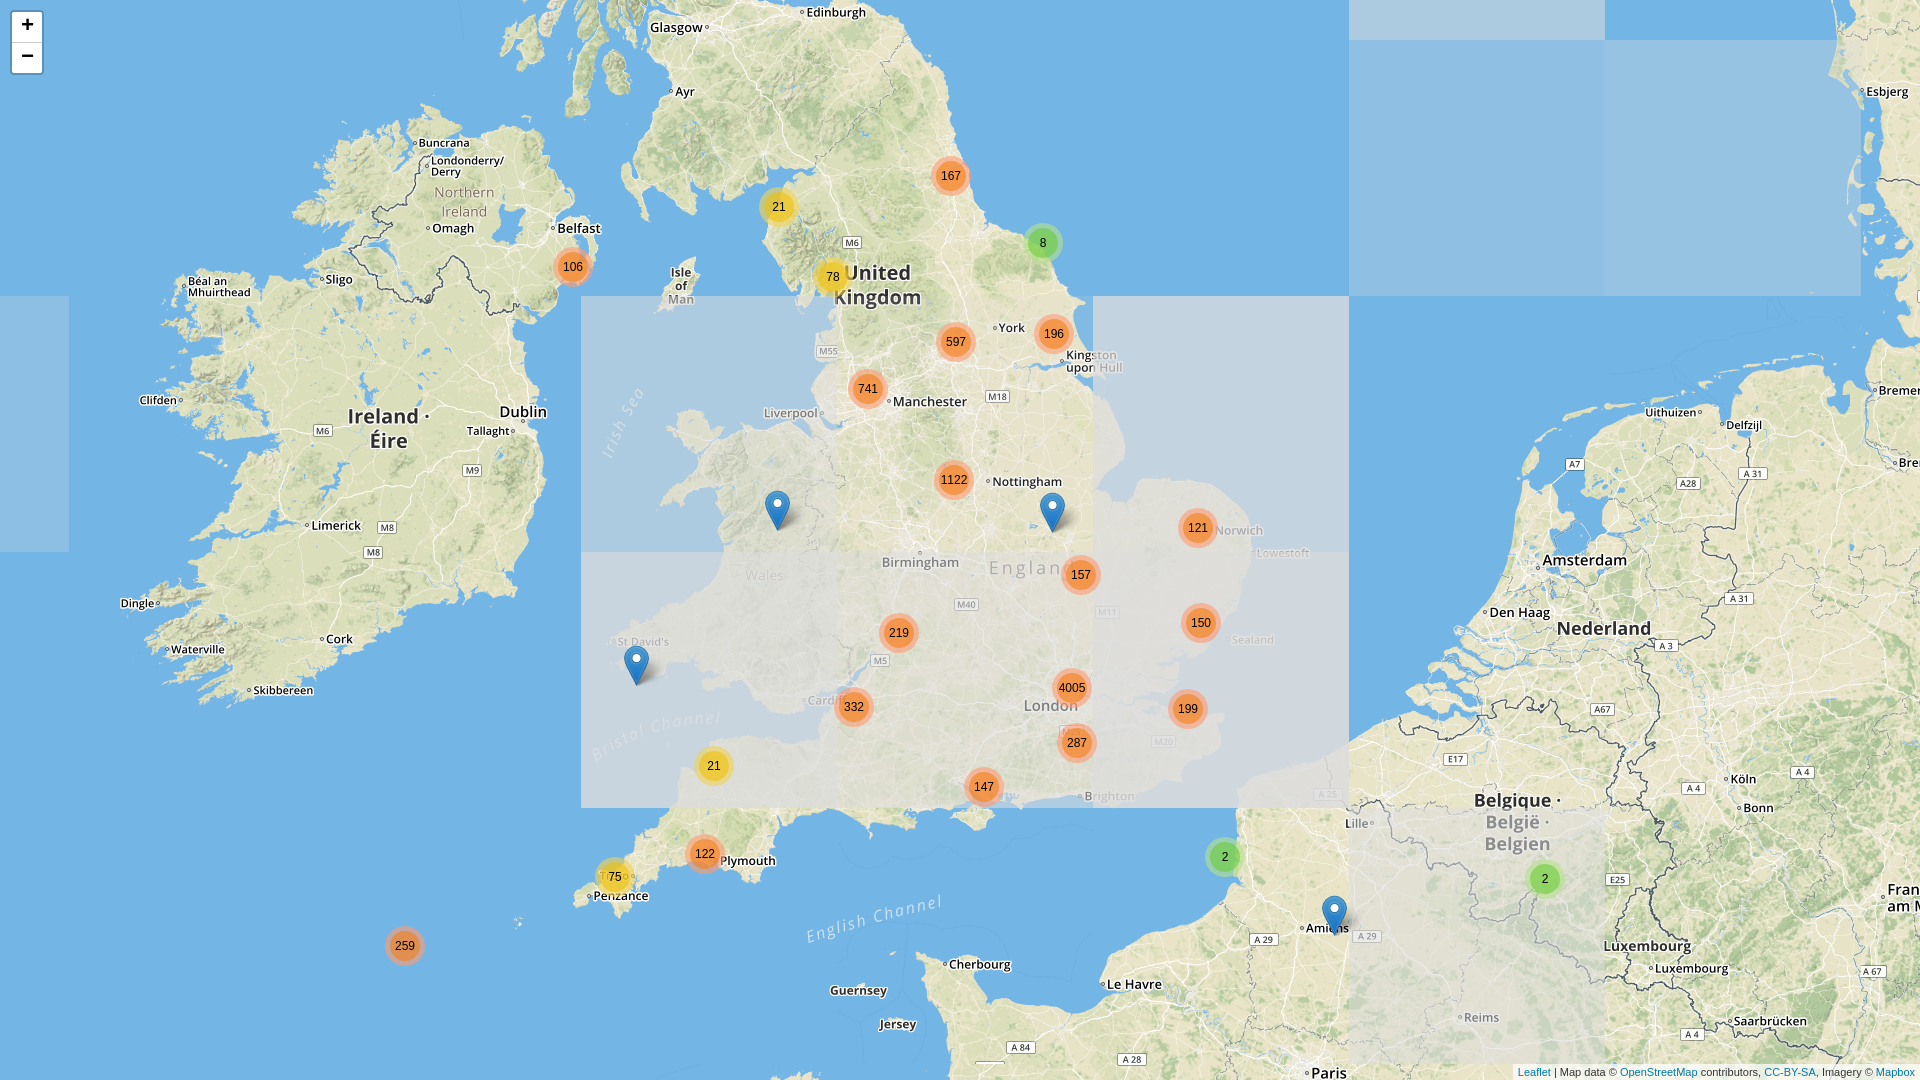 +
−
Edinburgh
Glasgow
Ayr
Esbjerg
Buncrana
Londonderry/
Derry
167
Northern
Ireland
21
Omagh
Belfast
M6
8
106
Isle
of
Man
78
United
Kingdom
Sligo
Béal an
Mhuirthead
York
196
597
M55
Kingston
upon Hull
741
Manchester
M18
Clifden
Liverpool
Dublin
Ireland ·
Éire
M6
Tallaght
Irish Sea
M9
Uithuizen
Delfzijl
A7
A 31
A28
1122
Nottingham
Limerick
M8
M8
121
Norwich
Lowestoft
Birmingham
Wales
England
157
Amsterdam
Dingle
M40
M11
A 31
Den Haag
150
219
Nederland
Cork
St David's
Sealand
Waterville
A 3
M5
Skibbereen
4005
Cardiff
332
London
199
A67
Bristol Channel
287
M20
E17
21
Köln
A 4
147
A 4
Brighton
A 25
Bonn
Belgique ·
België ·
Belgien
Lille
122
Plymouth
2
75
Penzance
2
E25
English Channel
Amiens
A 29
A 29
259
Luxembourg
Luxembourg
A 67
Cherbourg
Le Havre
Guernsey
Jersey
Reims
Saarbrücken
A 4
A 84
A 28
Paris
Leaflet | Map data © OpenStreetMap contributors, CC-BY-SA, Imagery © Mapbox